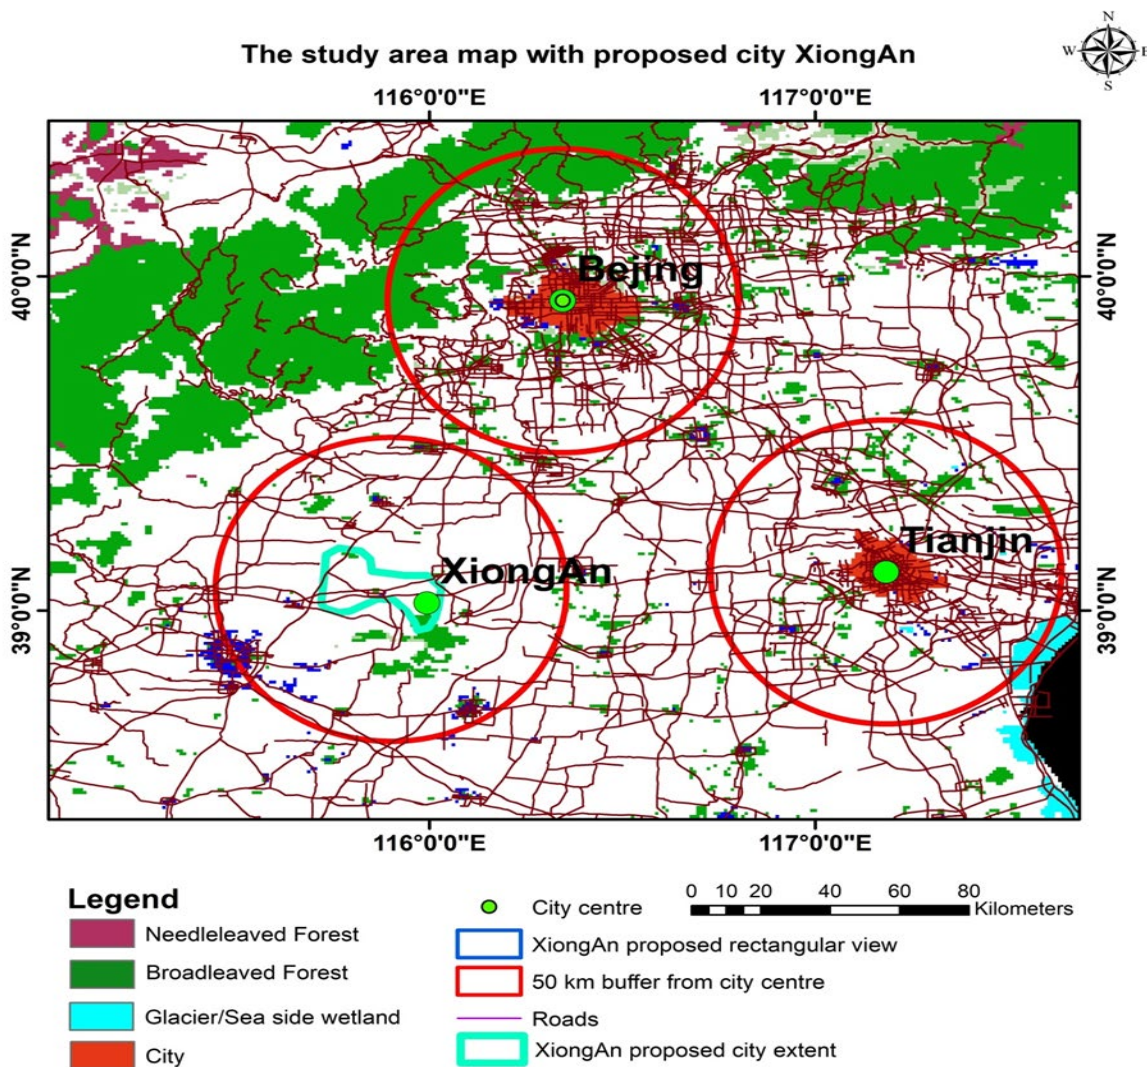 N
W E
S
The study area map with proposed city XiongAn
116°0'0"E 117°0'0"E
40°0'0"N 40°0'0"N
Bejing
Tianjin
XiongAn
39°0'0"N 39°0'0"N
116°0'0"E 117°0'0"E
Legend
Needleleaved Forest
Broadleaved Forest
Glacier/Sea side wetland
City
City centre
XiongAn proposed rectangular view
50 km buffer from city centre
Roads
XiongAn proposed city extent
0 10 20 40 60 80
Kilometers